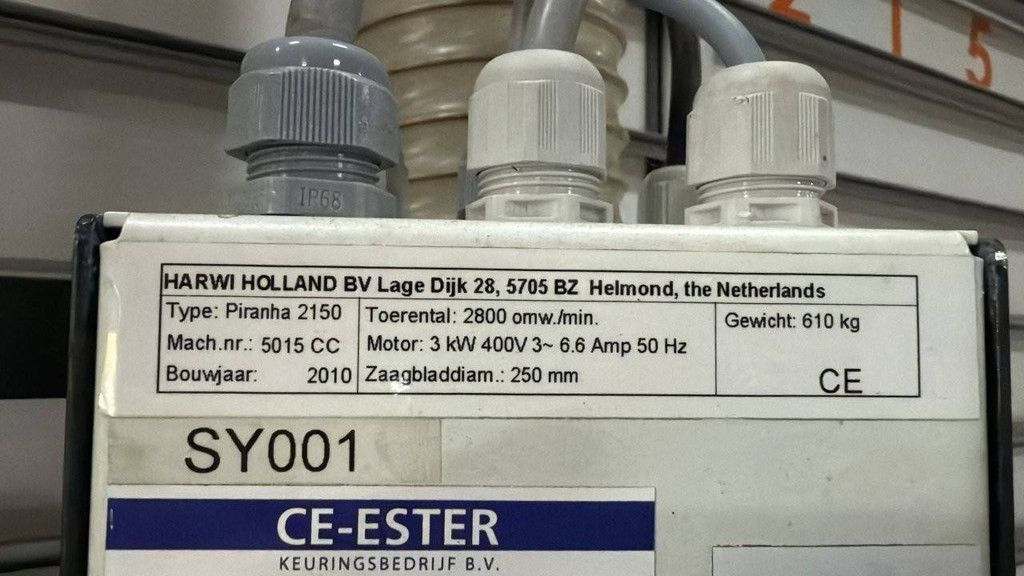 2 1 5
IP68
HARWI HOLLAND BV Lage Dijk 28, 5705 BZ Helmond, the Netherlands
Type: Piranha 2150
Mach.nr.: 5015 CC
Bouwjaar: 2010
Toerental: 2800 omw./min.
Motor: 3 kW 400V 3~ 6.6 Amp 50 Hz
Zaagbladdiam.: 250 mm
Gewicht: 610 kg
CE
SY001
CE-ESTER
KEURINGSBEDRIJF B.V.